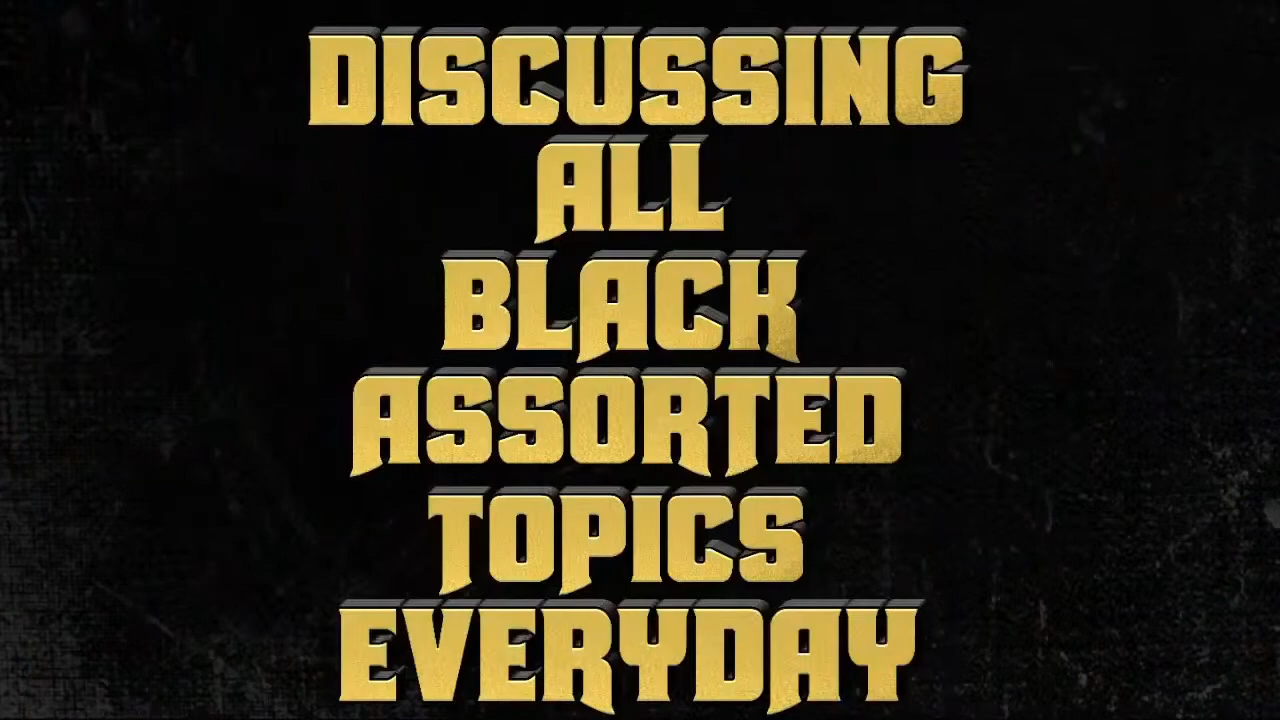 DISCUSSING
ALL
BLACK
ASSORTED
TOPICS
EVERYDAY